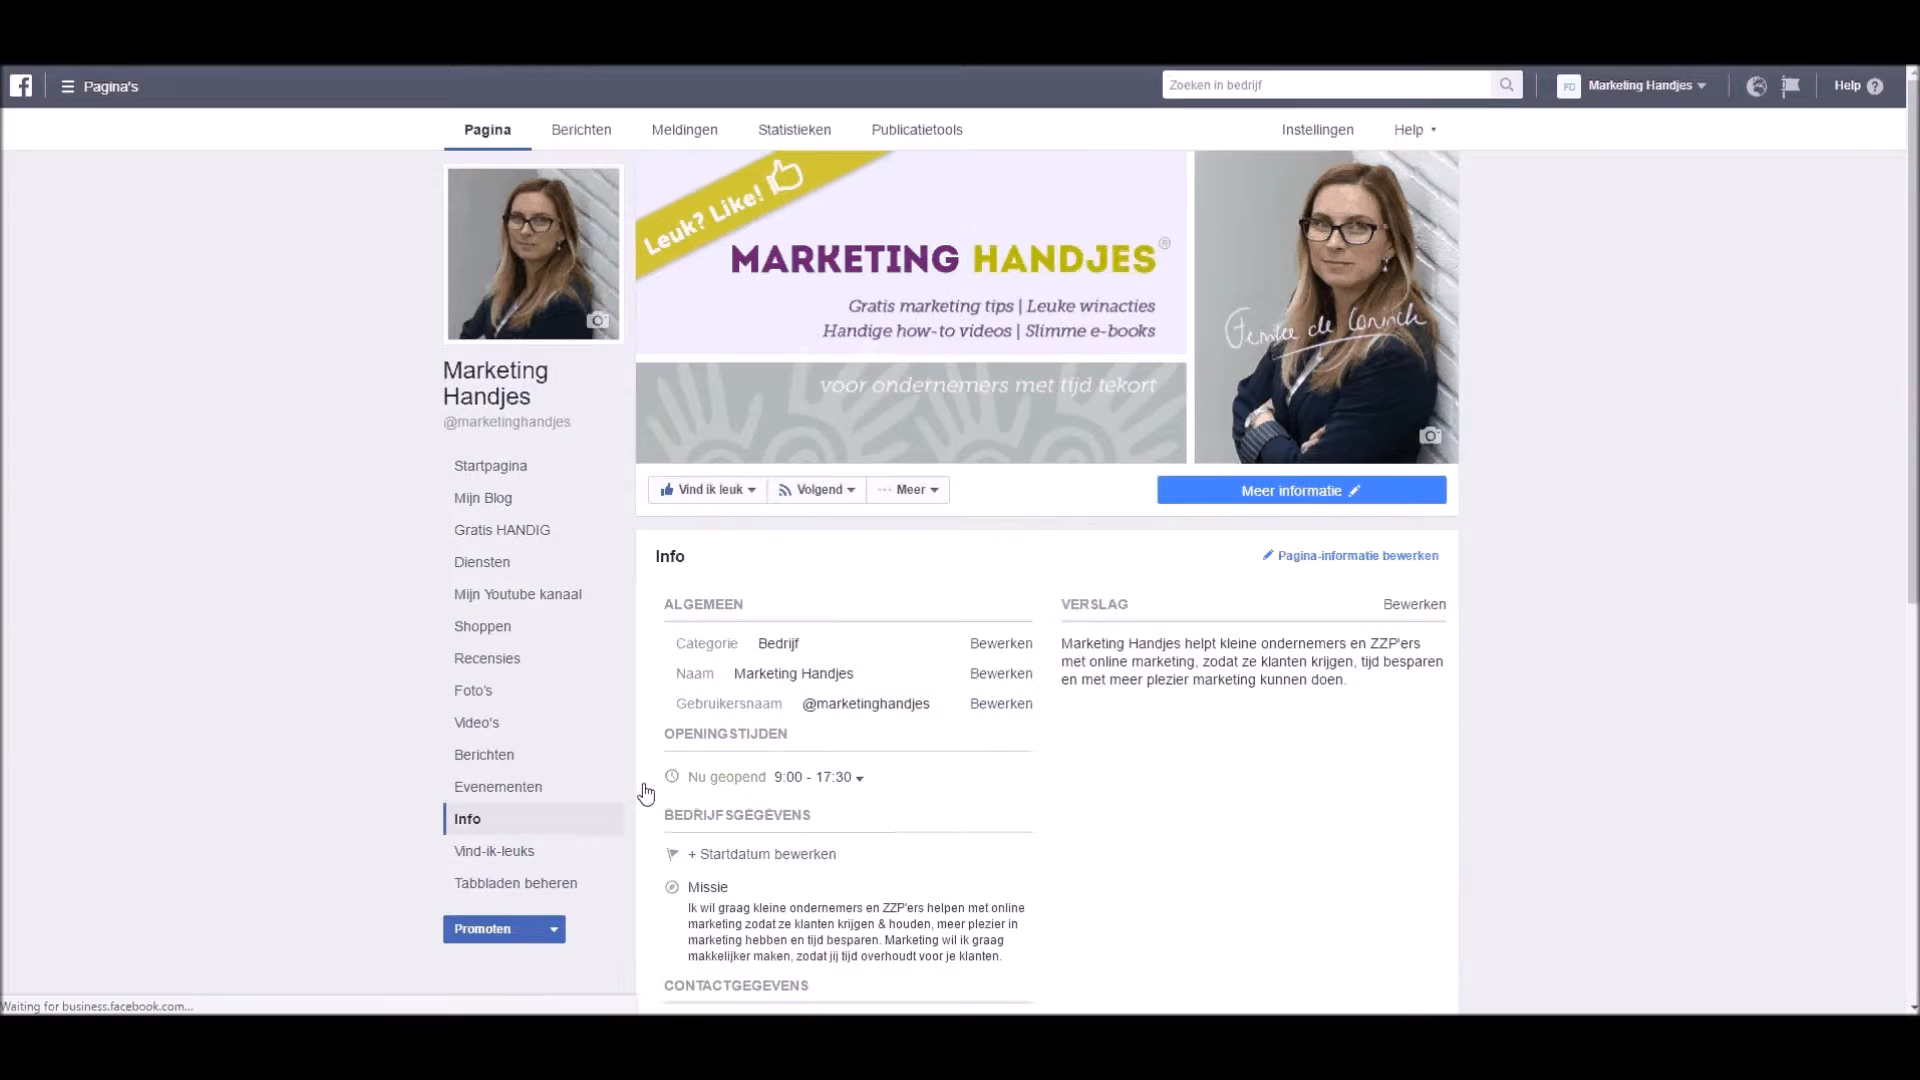 Pagina's
Zoeken in bedrijf
FD
Marketing Handjes
Help
Pagina
Berichten
Meldingen
Statistieken
Publicatietools
Instellingen
Help
Leuk? Like!
MARKETING HANDJES®
Gratis marketing tips | Leuke winacties
Handige how-to videos | Slimme e-books
voor ondernemers met tijd tekort
Marketing
Handjes
@marketinghandjes
Startpagina
Mijn Blog
Gratis HANDIG
Diensten
Mijn Youtube kanaal
Shoppen
Recensies
Foto's
Video's
Berichten
Evenementen
Info
Vind-ik-leuks
Tabbladen beheren
Promoten
Vind ik leuk
Volgend
Meer
Meer informatie
Info
Pagina-informatie bewerken
ALGEMEEN
Categorie Bedrijf Bewerken
Naam Marketing Handjes Bewerken
Gebruikersnaam @marketinghandjes Bewerken
OPENINGSTIJDEN
Nu geopend 9:00 - 17:30
BEDRIJFSGEGEVENS
+ Startdatum bewerken
Missie
Ik wil graag kleine ondernemers en ZZP'ers helpen met online
marketing zodat ze klanten krijgen & houden, meer plezier in
marketing hebben en tijd besparen. Marketing wil ik graag
makkelijker maken, zodat jij tijd overhoudt voor je klanten.
CONTACTGEGEVENS
VERSLAG Bewerken
Marketing Handjes helpt kleine ondernemers en ZZP'ers
met online marketing, zodat ze klanten krijgen, tijd besparen
en met meer plezier marketing kunnen doen.
Waiting for business.facebook.com...